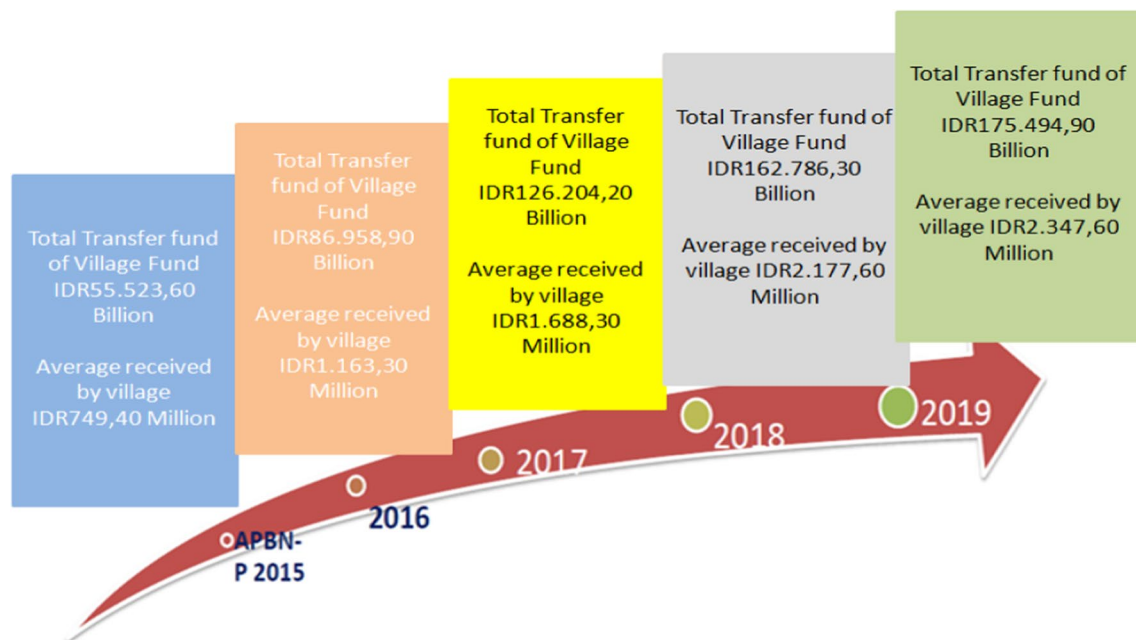 Total Transfer fund
of Village Fund
IDR55.523,60
Billion
Average received
by village
IDR749,40 Million
Total Transfer
fund of Village
Fund
IDR86.958,90
Billion
Average received
by village
IDR1.163,30
Million
Total Transfer
fund of Village
Fund
IDR126.204,20
Billion
Average received
by village
IDR1.688,30
Million
Total Transfer fund of
Village Fund
IDR162.786,30
Billion
Average received by
village IDR2.177,60
Million
Total Transfer fund of
Village Fund
IDR175.494,90
Billion
Average received by
village IDR2.347,60
Million
APBN-
P 2015
2016
2017
2018
2019